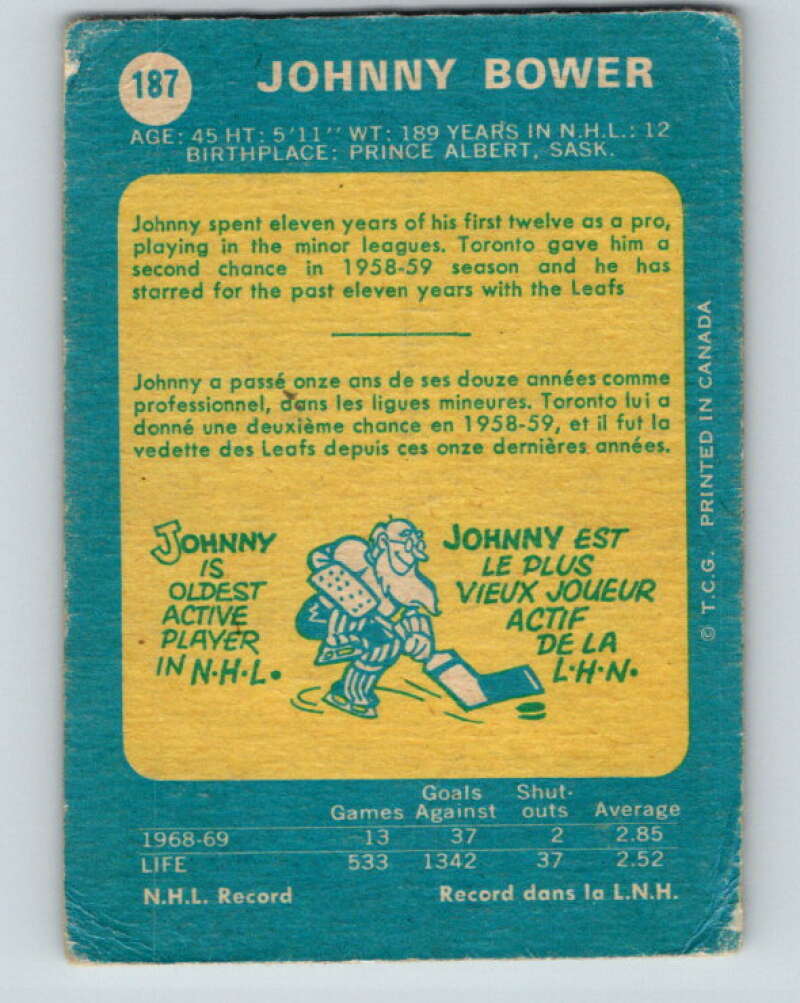 187
JOHNNY BOWER
AGE: 45 HT: 5'11'' WT: 189 YEARS IN N.H.L.: 12
BIRTHPLACE: PRINCE ALBERT, SASK.
Johnny spent eleven years of his first twelve as a pro,
playing in the minor leagues. Toronto gave him a
second chance in 1958-59 season and he has
starred for the past eleven years with the Leafs
Johnny a passé onze ans de ses douze années comme
professionnel, dans les ligues mineures. Toronto lui a
donné une deuxième chance en 1958-59, et il fut la
vedette des Leafs depuis ces onze dernières années.
JOHNNY
IS
OLDEST
ACTIVE
PLAYER
IN N.H.L.
JOHNNY EST
LE PLUS
VIEUX JOUEUR
ACTIF
DE LA
L.H.N.
© T.C.G. PRINTED IN CANADA
Goals Shut-
Games Against outs Average
1968-69 13 37 2 2.85
LIFE 533 1342 37 2.52
N.H.L. Record Record dans la L.N.H.